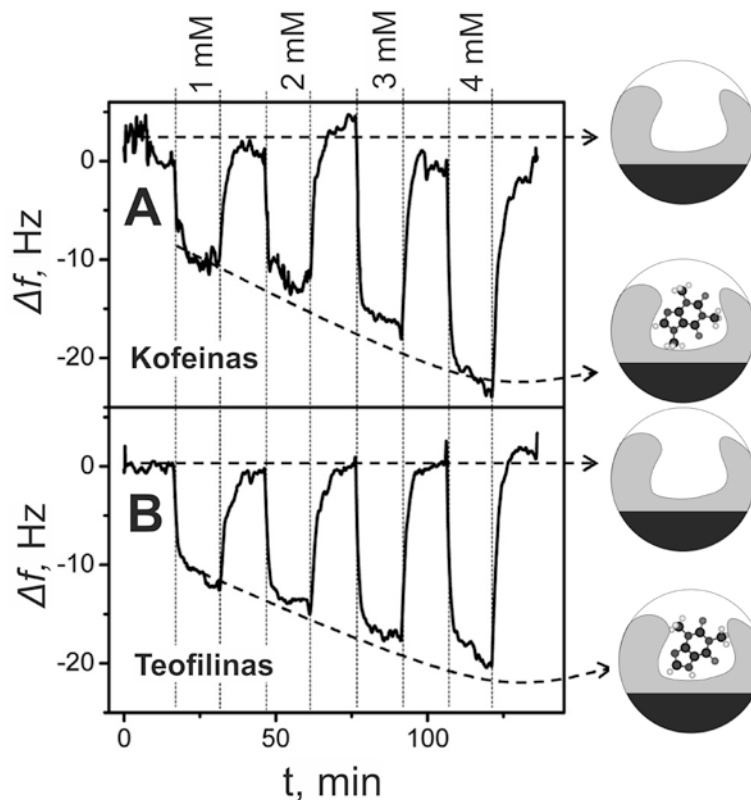 1 mM
2 mM
3 mM
4 mM
0
-10
-20
Δf, Hz
A
Kofeinas
0
-10
-20
Δf, Hz
B
Teofilinas
0
50
100
t, min